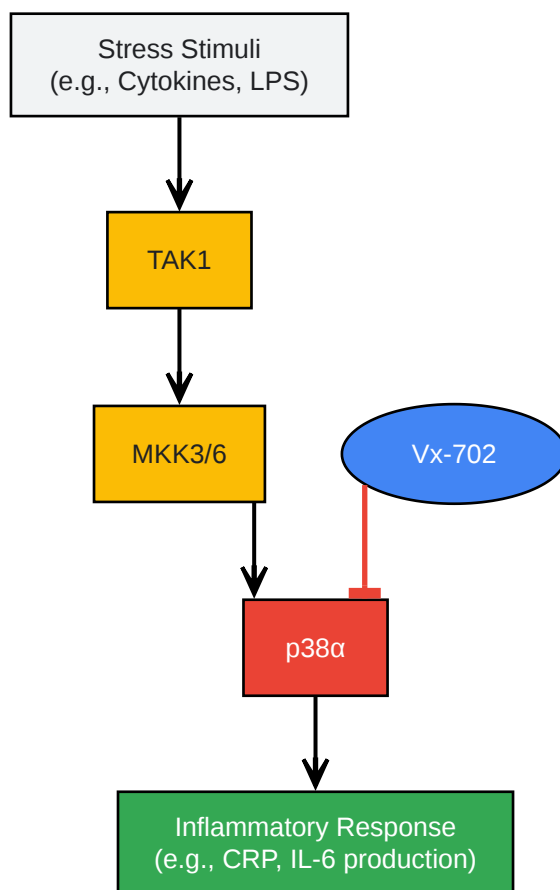 Stress Stimuli
(e.g., Cytokines, LPS)
TAK1
MKK3/6
Vx-702
p38α
Inflammatory Response
(e.g., CRP, IL-6 production)